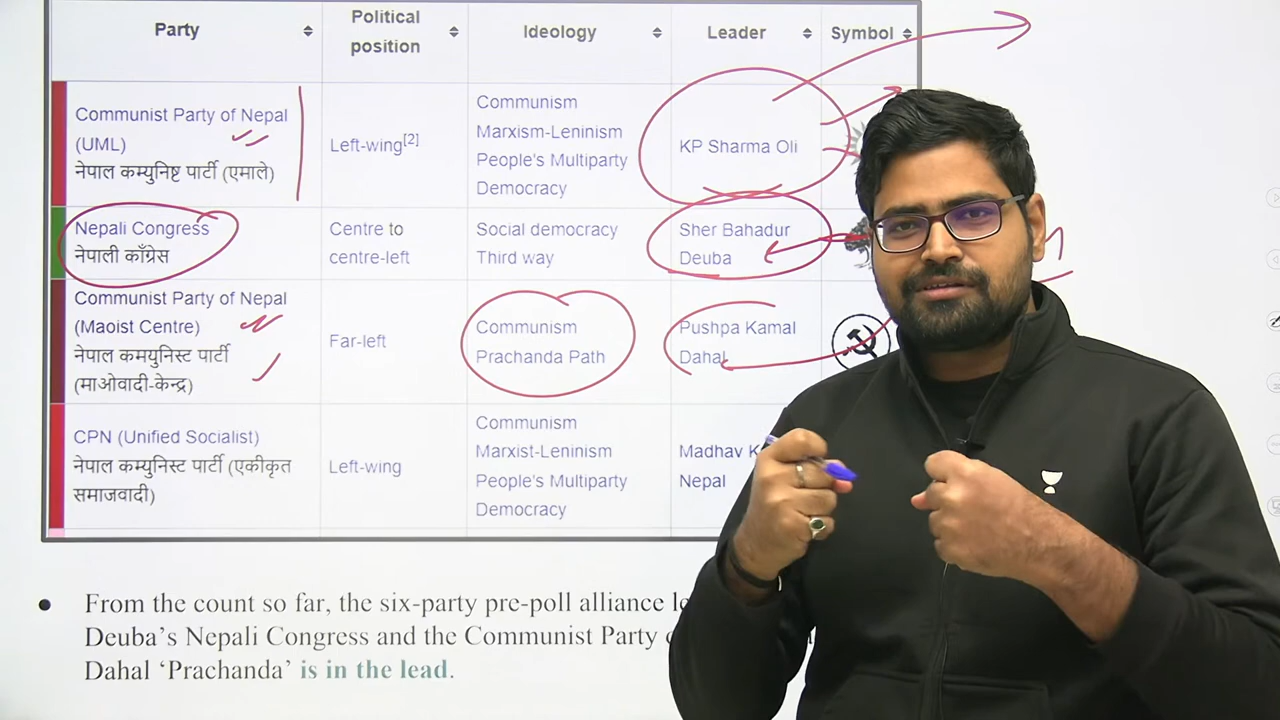 Party
Political position
Ideology
Leader
Symbol
Communist Party of Nepal
(UML)
नेपाल कम्युनिष्ट पार्टी (एमाले)
Left-wing[2]
Communism
Marxism-Leninism
People's Multiparty
Democracy
KP Sharma Oli
Nepali Congress
नेपाली काँग्रेस
Centre to
centre-left
Social democracy
Third way
Sher Bahadur
Deuba
Communist Party of Nepal
(Maoist Centre)
नेपाल कमयुनिस्ट पार्टी
(माओवादी-केन्द्र)
Far-left
Communism
Prachanda Path
Pushpa Kamal
Dahal
CPN (Unified Socialist)
नेपाल कम्युनिस्ट पार्टी (एकीकृत
समाजवादी)
Left-wing
Communism
Marxist-Leninism
People's Multiparty
Democracy
Madhav
Nepal
From the count so far, the six-party pre-poll alliance
Deuba's Nepali Congress and the Communist Party
Dahal 'Prachanda' is in the lead.